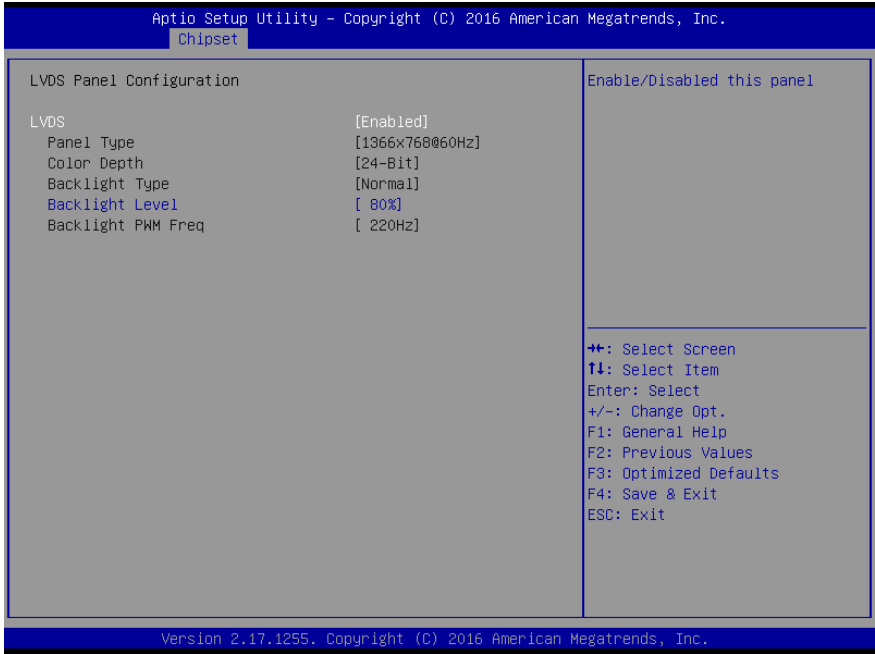 Aptio Setup Utility – Copyright (C) 2016 American Megatrends, Inc.
Chipset
LVDS Panel Configuration
LVDS [Enabled]
Panel Type [1366x768@60Hz]
Color Depth [24-Bit]
Backlight Type [Normal]
Backlight Level [ 80%]
Backlight PWM Freq [ 220Hz]
Enable/Disabled this panel
→←: Select Screen
↑↓: Select Item
Enter: Select
+/-: Change Opt.
F1: General Help
F2: Previous Values
F3: Optimized Defaults
F4: Save & Exit
ESC: Exit
Version 2.17.1255. Copyright (C) 2016 American Megatrends, Inc.